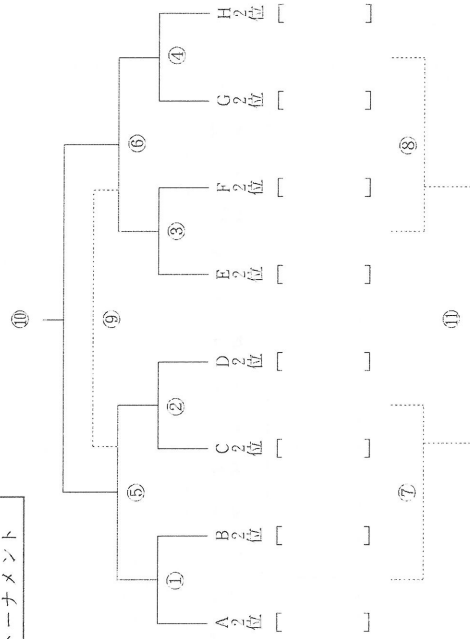 ーナメント
⑩
⑨
⑤
⑥
①
②
③
④
A2位 [ ]
B2位 [ ]
C2位 [ ]
D2位 [ ]
E2位 [ ]
F2位 [ ]
G2位 [ ]
H2位 [ ]
⑦
⑧
⑪